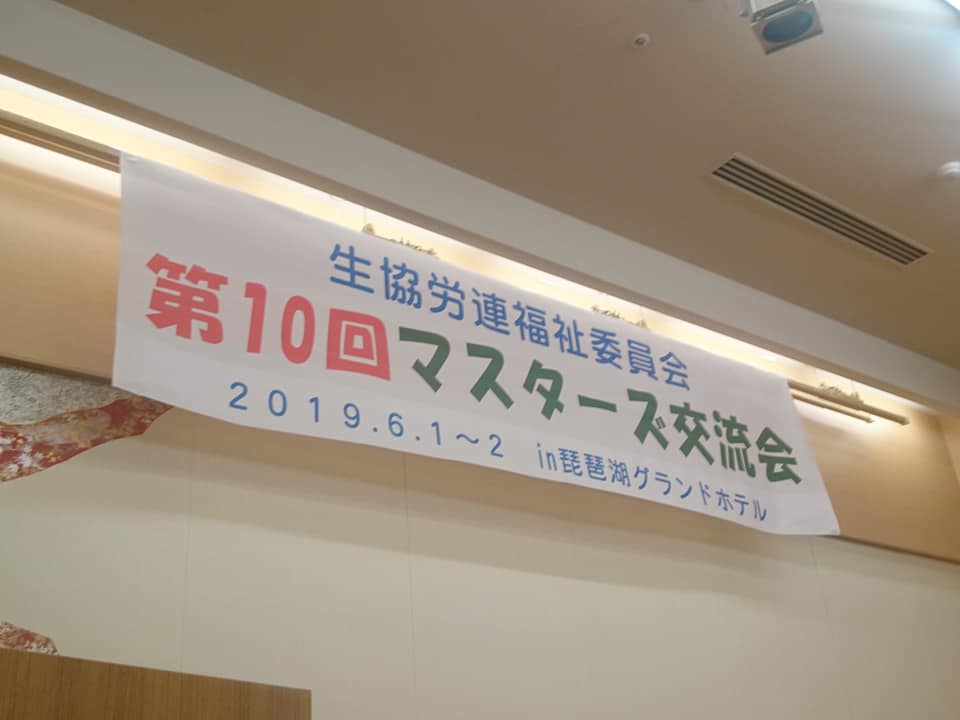 生協労連福祉委員会
第10回マスターズ交流会
2019.6.1～2 in琵琶湖グランドホテル